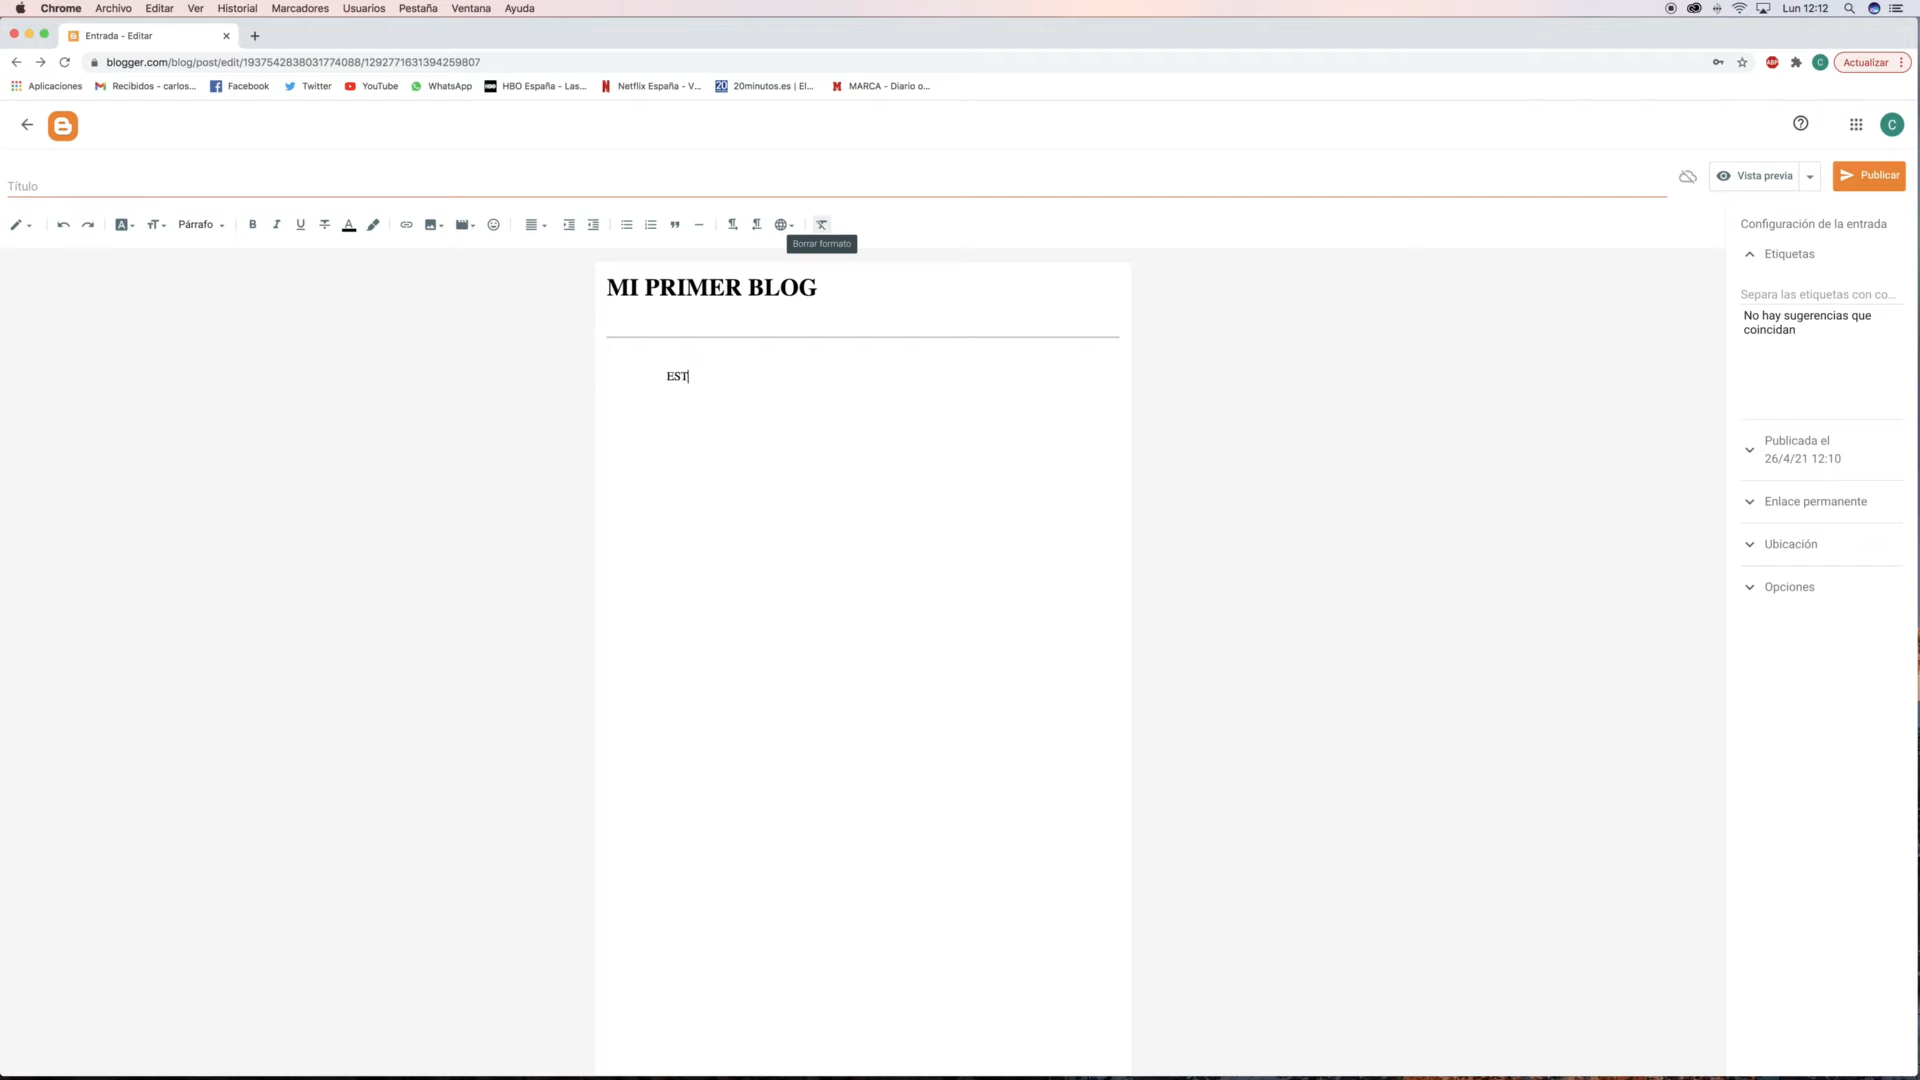 Chrome Archivo Editar Ver Historial Marcadores Usuarios Pestaña Ventana Ayuda Lun 12:12
Entrada - Editar
blogger.com/blog/post/edit/1937542838031774088/1292771631394259807 ABP C Actualizar
Aplicaciones Recibidos - carlos... Facebook Twitter YouTube WhatsApp HBO España - Las... Netflix España - V... 20minutos.es | El... MARCA - Diario o...
C
Título
Vista previa
Publicar
Párrafo
Borrar formato
MI PRIMER BLOG
EST
Configuración de la entrada
Etiquetas
Separa las etiquetas con co...
No hay sugerencias que
coincidan
Publicada el
26/4/21 12:10
Enlace permanente
Ubicación
Opciones